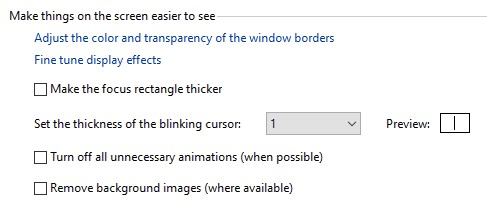 Make things on the screen easier to see
Adjust the color and transparency of the window borders
Fine tune display effects
Make the focus rectangle thicker
Set the thickness of the blinking cursor: 1 Preview:
Turn off all unnecessary animations (when possible)
Remove background images (where available)